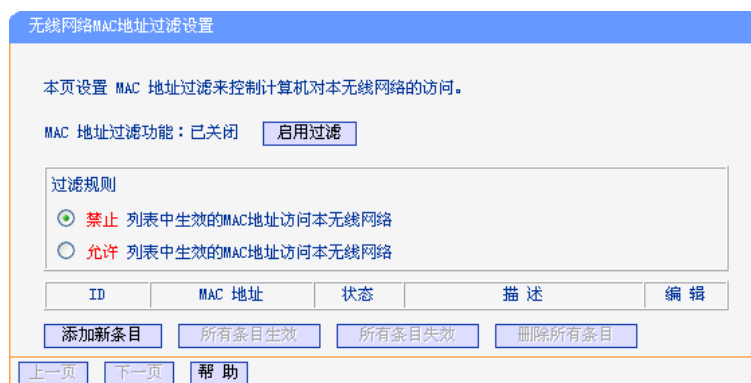 无线网络MAC地址过滤设置
本页设置 MAC 地址过滤来控制计算机对本无线网络的访问。
MAC 地址过滤功能：已关闭 启用过滤
过滤规则
禁止 列表中生效的MAC地址访问本无线网络
允许 列表中生效的MAC地址访问本无线网络
ID MAC 地址 状态 描 述 编 辑
添加新条目 所有条目生效 所有条目失效 删除所有条目
上一页 下一页 帮 助